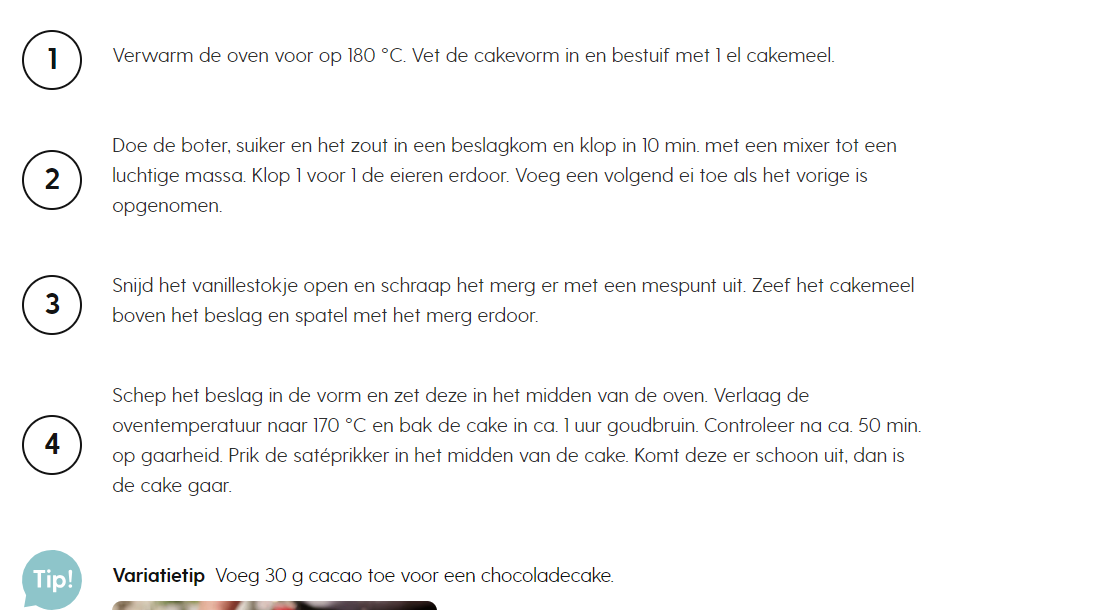 1
Verwarm de oven voor op 180 °C. Vet de cakevorm in en bestuif met 1 el cakemeel.
2
Doe de boter, suiker en het zout in een beslagkom en klop in 10 min. met een mixer tot een
luchtige massa. Klop 1 voor 1 de eieren erdoor. Voeg een volgend ei toe als het vorige is
opgenomen.
3
Snijd het vanillestokje open en schraap het merg er met een mespunt uit. Zeef het cakemeel
boven het beslag en spatel met het merg erdoor.
4
Schep het beslag in de vorm en zet deze in het midden van de oven. Verlaag de
oventemperatuur naar 170 °C en bak de cake in ca. 1 uur goudbruin. Controleer na ca. 50 min.
op gaarheid. Prik de satéprikker in het midden van de cake. Komt deze er schoon uit, dan is
de cake gaar.
Tip!
Variatietip Voeg 30 g cacao toe voor een chocoladecake.